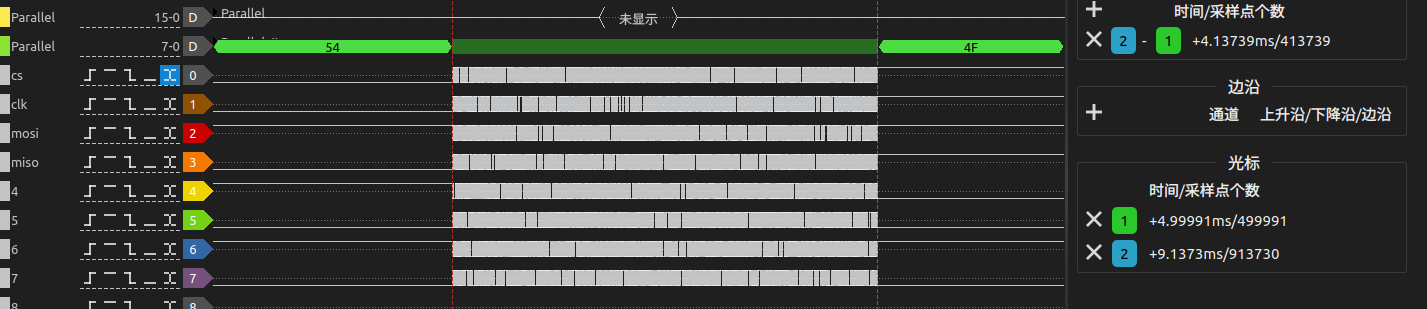 Parallel 15-0 D Parallel 未显示
Parallel 7-0 D 54 4F
cs 0
clk 1
mosi 2
miso 3
4 4
5 5
6 6
7 7
8 8
时间/采样点个数
2 - 1 +4.13739ms/413739
边沿
通道 上升沿/下降沿/边沿
光标
时间/采样点个数
1 +4.99991ms/499991
2 +9.1373ms/913730